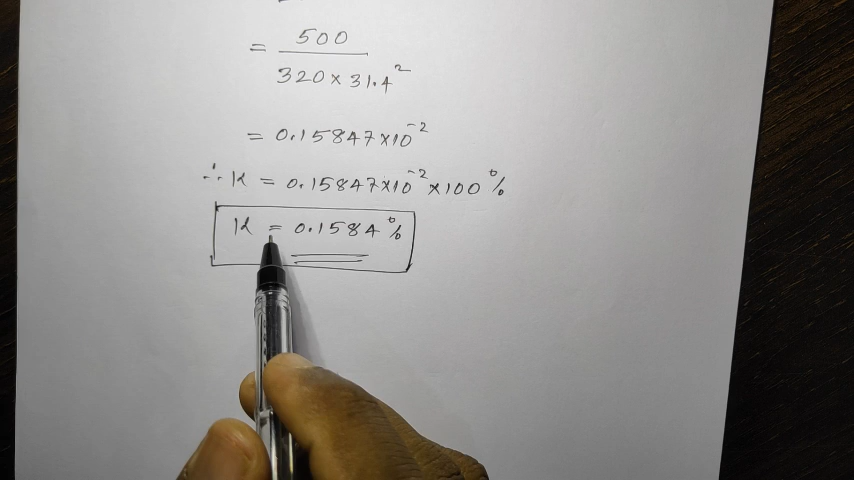 = 500 / 320 × 31.4²
= 0.15847×10⁻²
∴ K = 0.15847×10⁻² × 100 %
K = 0.1584 %